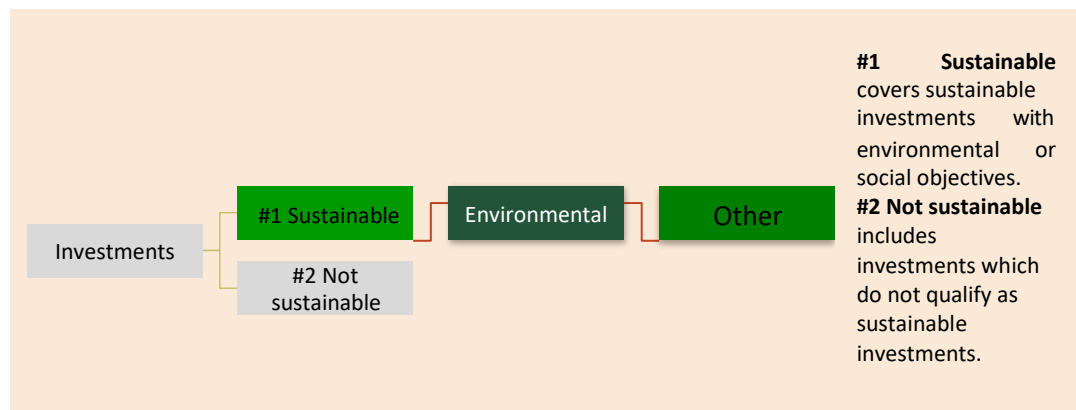 Investments
#1 Sustainable
#2 Not
sustainable
Environmental
Other
#1 Sustainable
covers sustainable
investments with
environmental or
social objectives.
#2 Not sustainable
includes
investments which
do not qualify as
sustainable
investments.